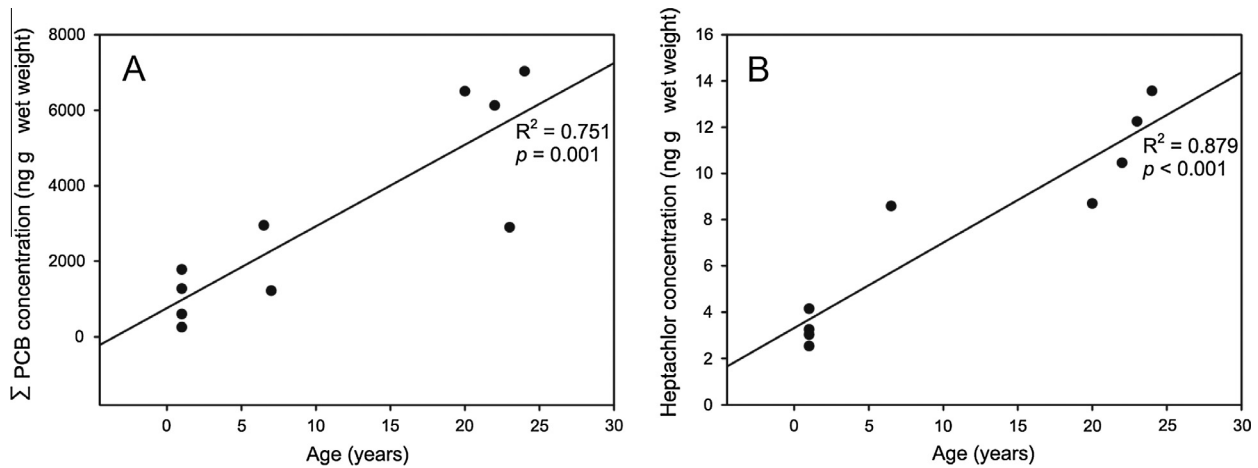 A
B
8000
6000
4000
2000
0
∑ PCB concentration (ng g wet weight)
R² = 0.751
p = 0.001
0 5 10 15 20 25 30
Age (years)
16
14
12
10
8
6
4
2
0
Heptachlor concentration (ng g wet weight)
R² = 0.879
p < 0.001
0 5 10 15 20 25 30
Age (years)